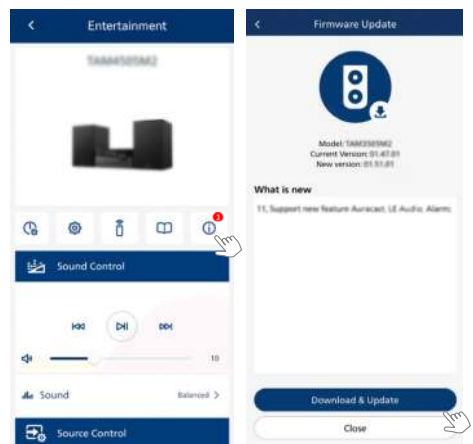 Entertainment
1
Sound Control
10
Sound
Balanced
Source Control
Firmware Update
Model:
Current Version: 01.47.01
New version: 01.51.01
What is new
11, Support new feature Auracast, LE Audio, Alarm;
Download & Update
Close